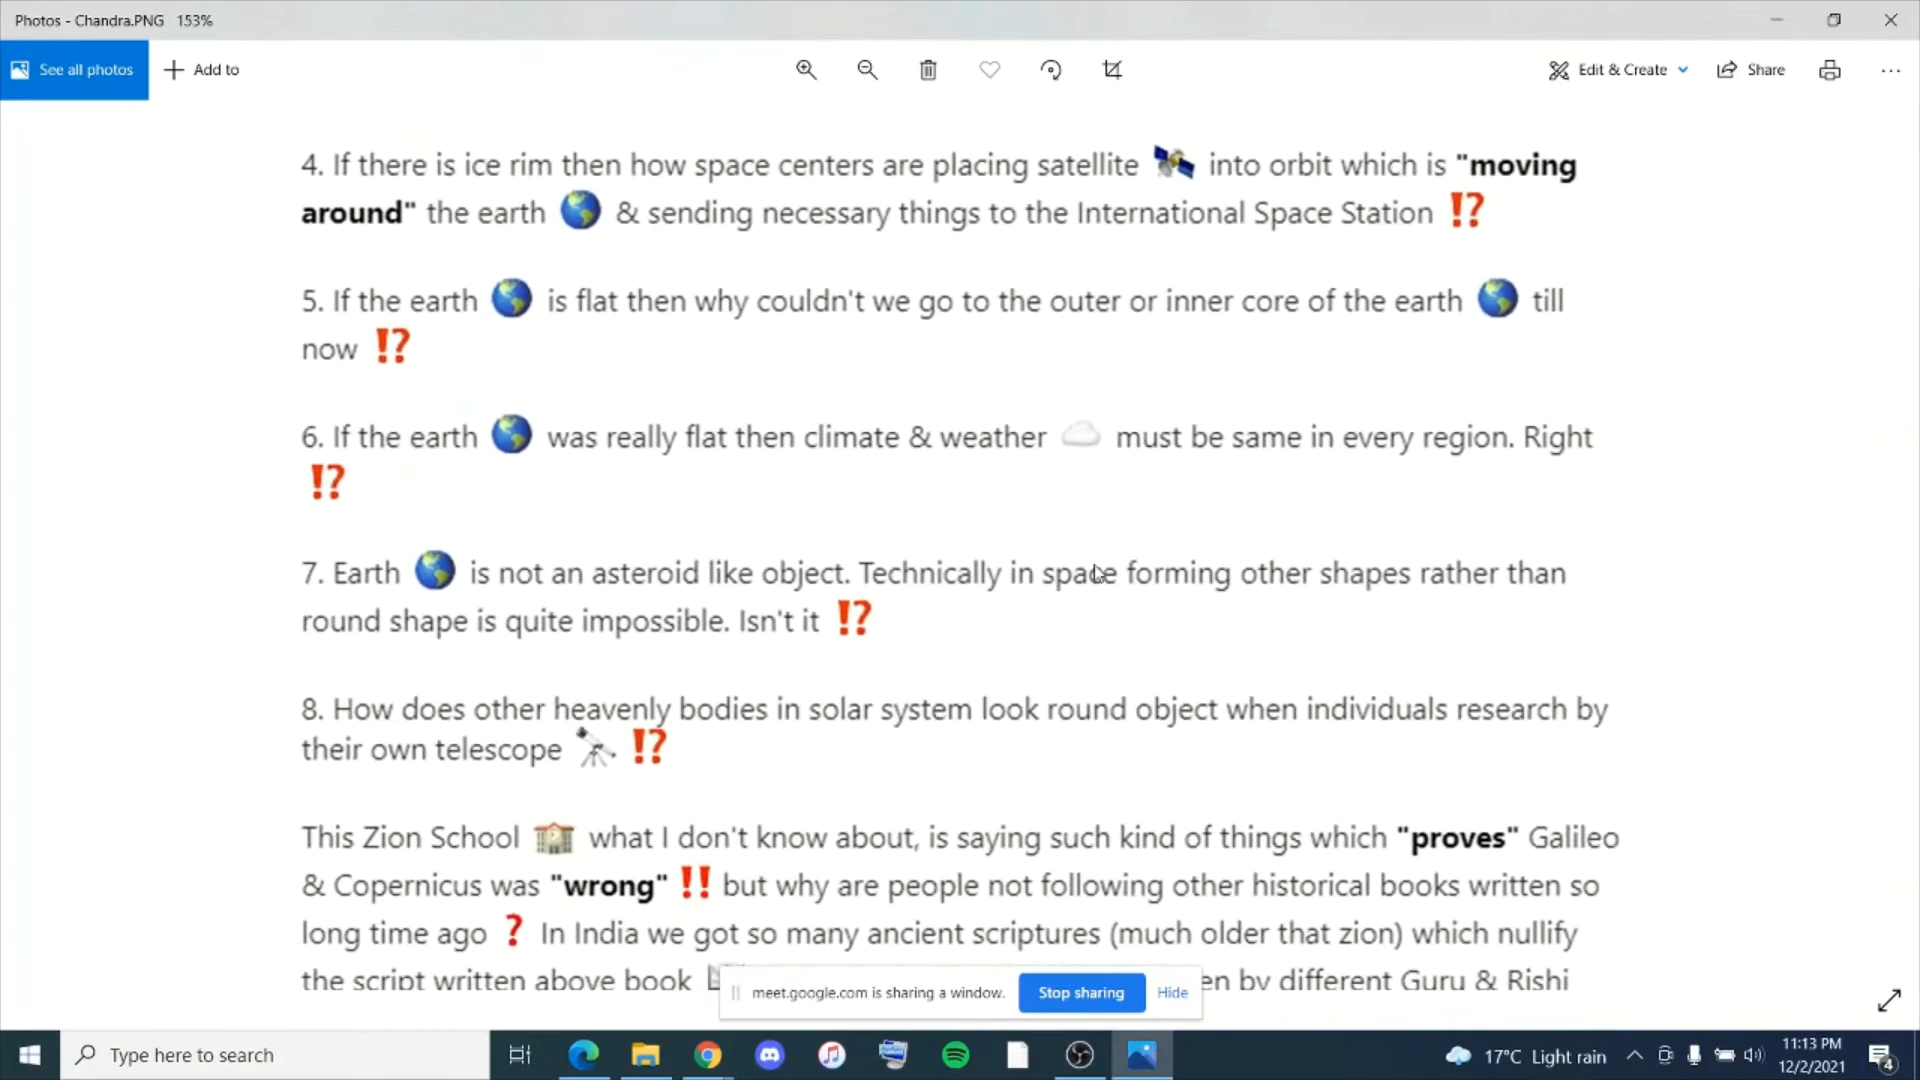 Photos - Chandra.PNG 153%
See all photos
Add to
Edit & Create
Share
4. If there is ice rim then how space centers are placing satellite 🛰 into orbit which is "moving
around" the earth 🌎 & sending necessary things to the International Space Station ⁉
5. If the earth 🌎 is flat then why couldn't we go to the outer or inner core of the earth 🌎 till
now ⁉
6. If the earth 🌎 was really flat then climate & weather ☁ must be same in every region. Right
⁉
7. Earth 🌎 is not an asteroid like object. Technically in space forming other shapes rather than
round shape is quite impossible. Isn't it ⁉
8. How does other heavenly bodies in solar system look round object when individuals research by
their own telescope 🔭 ⁉
This Zion School 🏫 what I don't know about, is saying such kind of things which "proves" Galileo
& Copernicus was "wrong" ‼ but why are people not following other historical books written so
long time ago ❓ In India we got so many ancient scriptures (much older that zion) which nullify
the script written above book en by different Guru & Rishi
meet.google.com is sharing a window.
Stop sharing
Hide
Type here to search
17°C Light rain
11:13 PM
12/2/2021
4